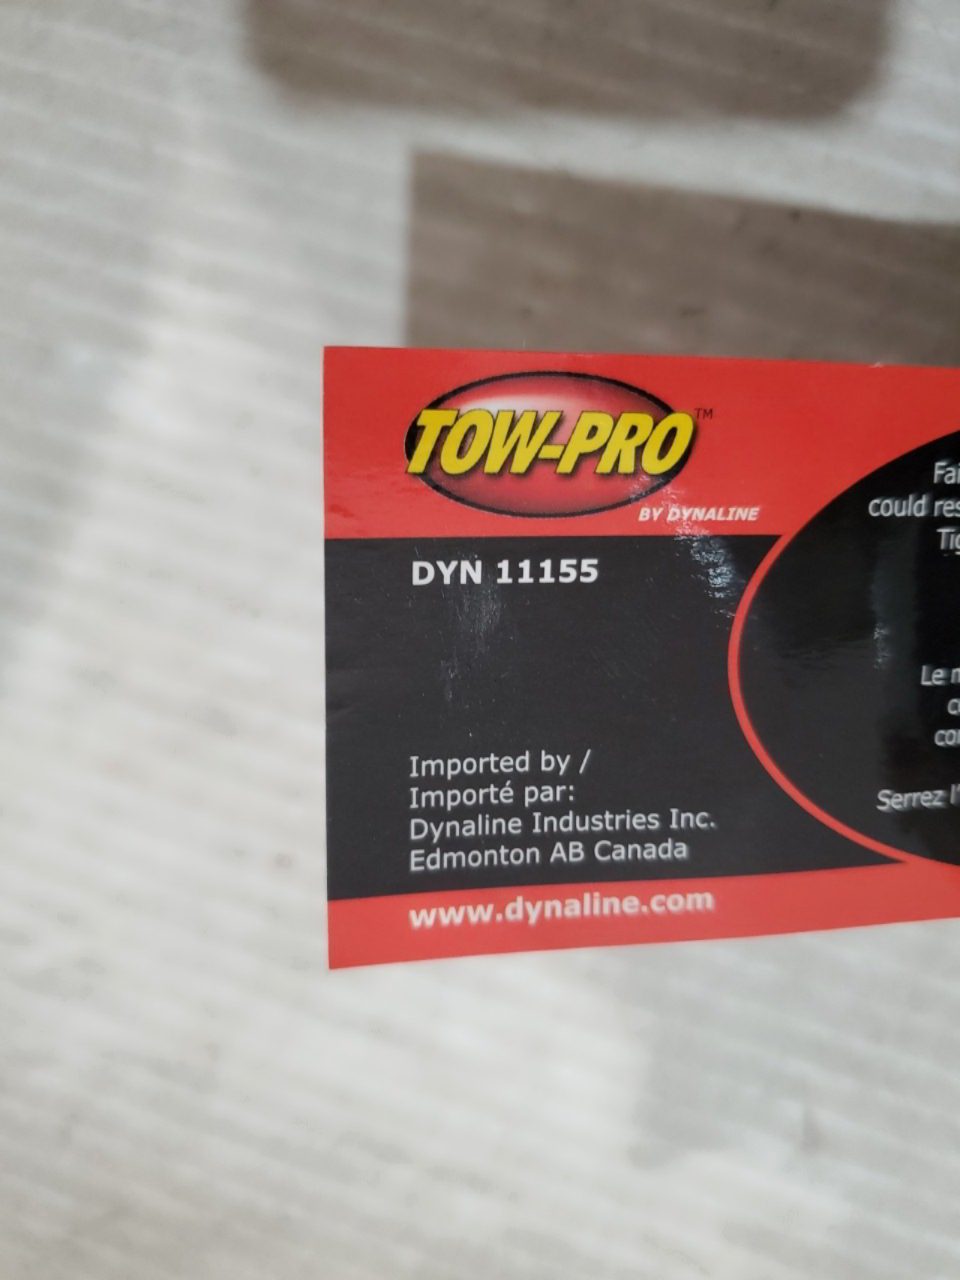 TOW-PRO™
BY DYNALINE
DYN 11155
Imported by /
Importé par:
Dynaline Industries Inc.
Edmonton AB Canada
www.dynaline.com
could
Le
Serrez